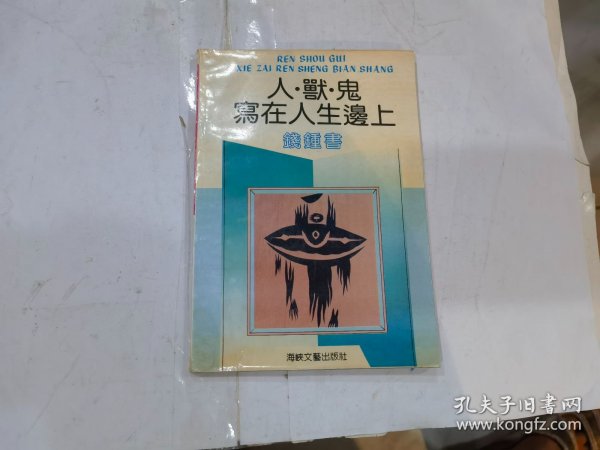 REN SHOU GUI
XIE ZAI REN SHENG BIAN SHANG
人·獸·鬼
寫在人生邊上
錢鍾書
海峡文藝出版社
孔夫子旧书网
www.kongfz.com